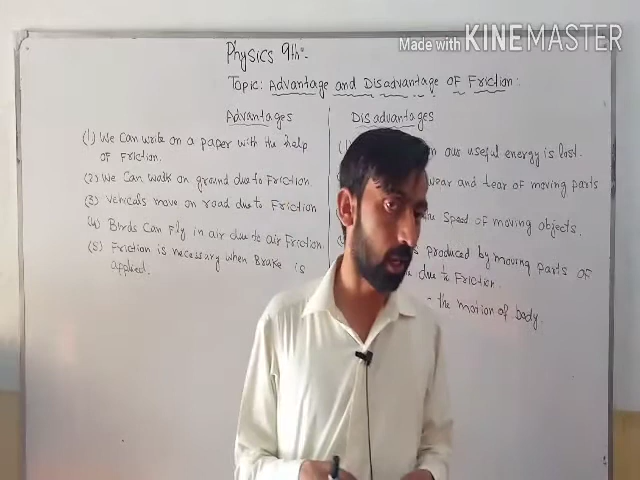 Made with KINEMASTER
Physics 9th:-
Topic: Advantage and Disadvantage OF Friction:
Advantages
(1) We Can write on a paper with the help
OF Friction.
(2) We Can walk on ground due to Friction.
(3) Vehicals move on road due to Friction
(4) Birds Can Fly in air due to air Friction.
(5) Friction is necessary when Brake is
applied.
Disadvantages
our useful energy is lost.
wear and tear of moving parts
Speed of moving objects.
produced by moving parts OF
due to Friction.
the motion of body.